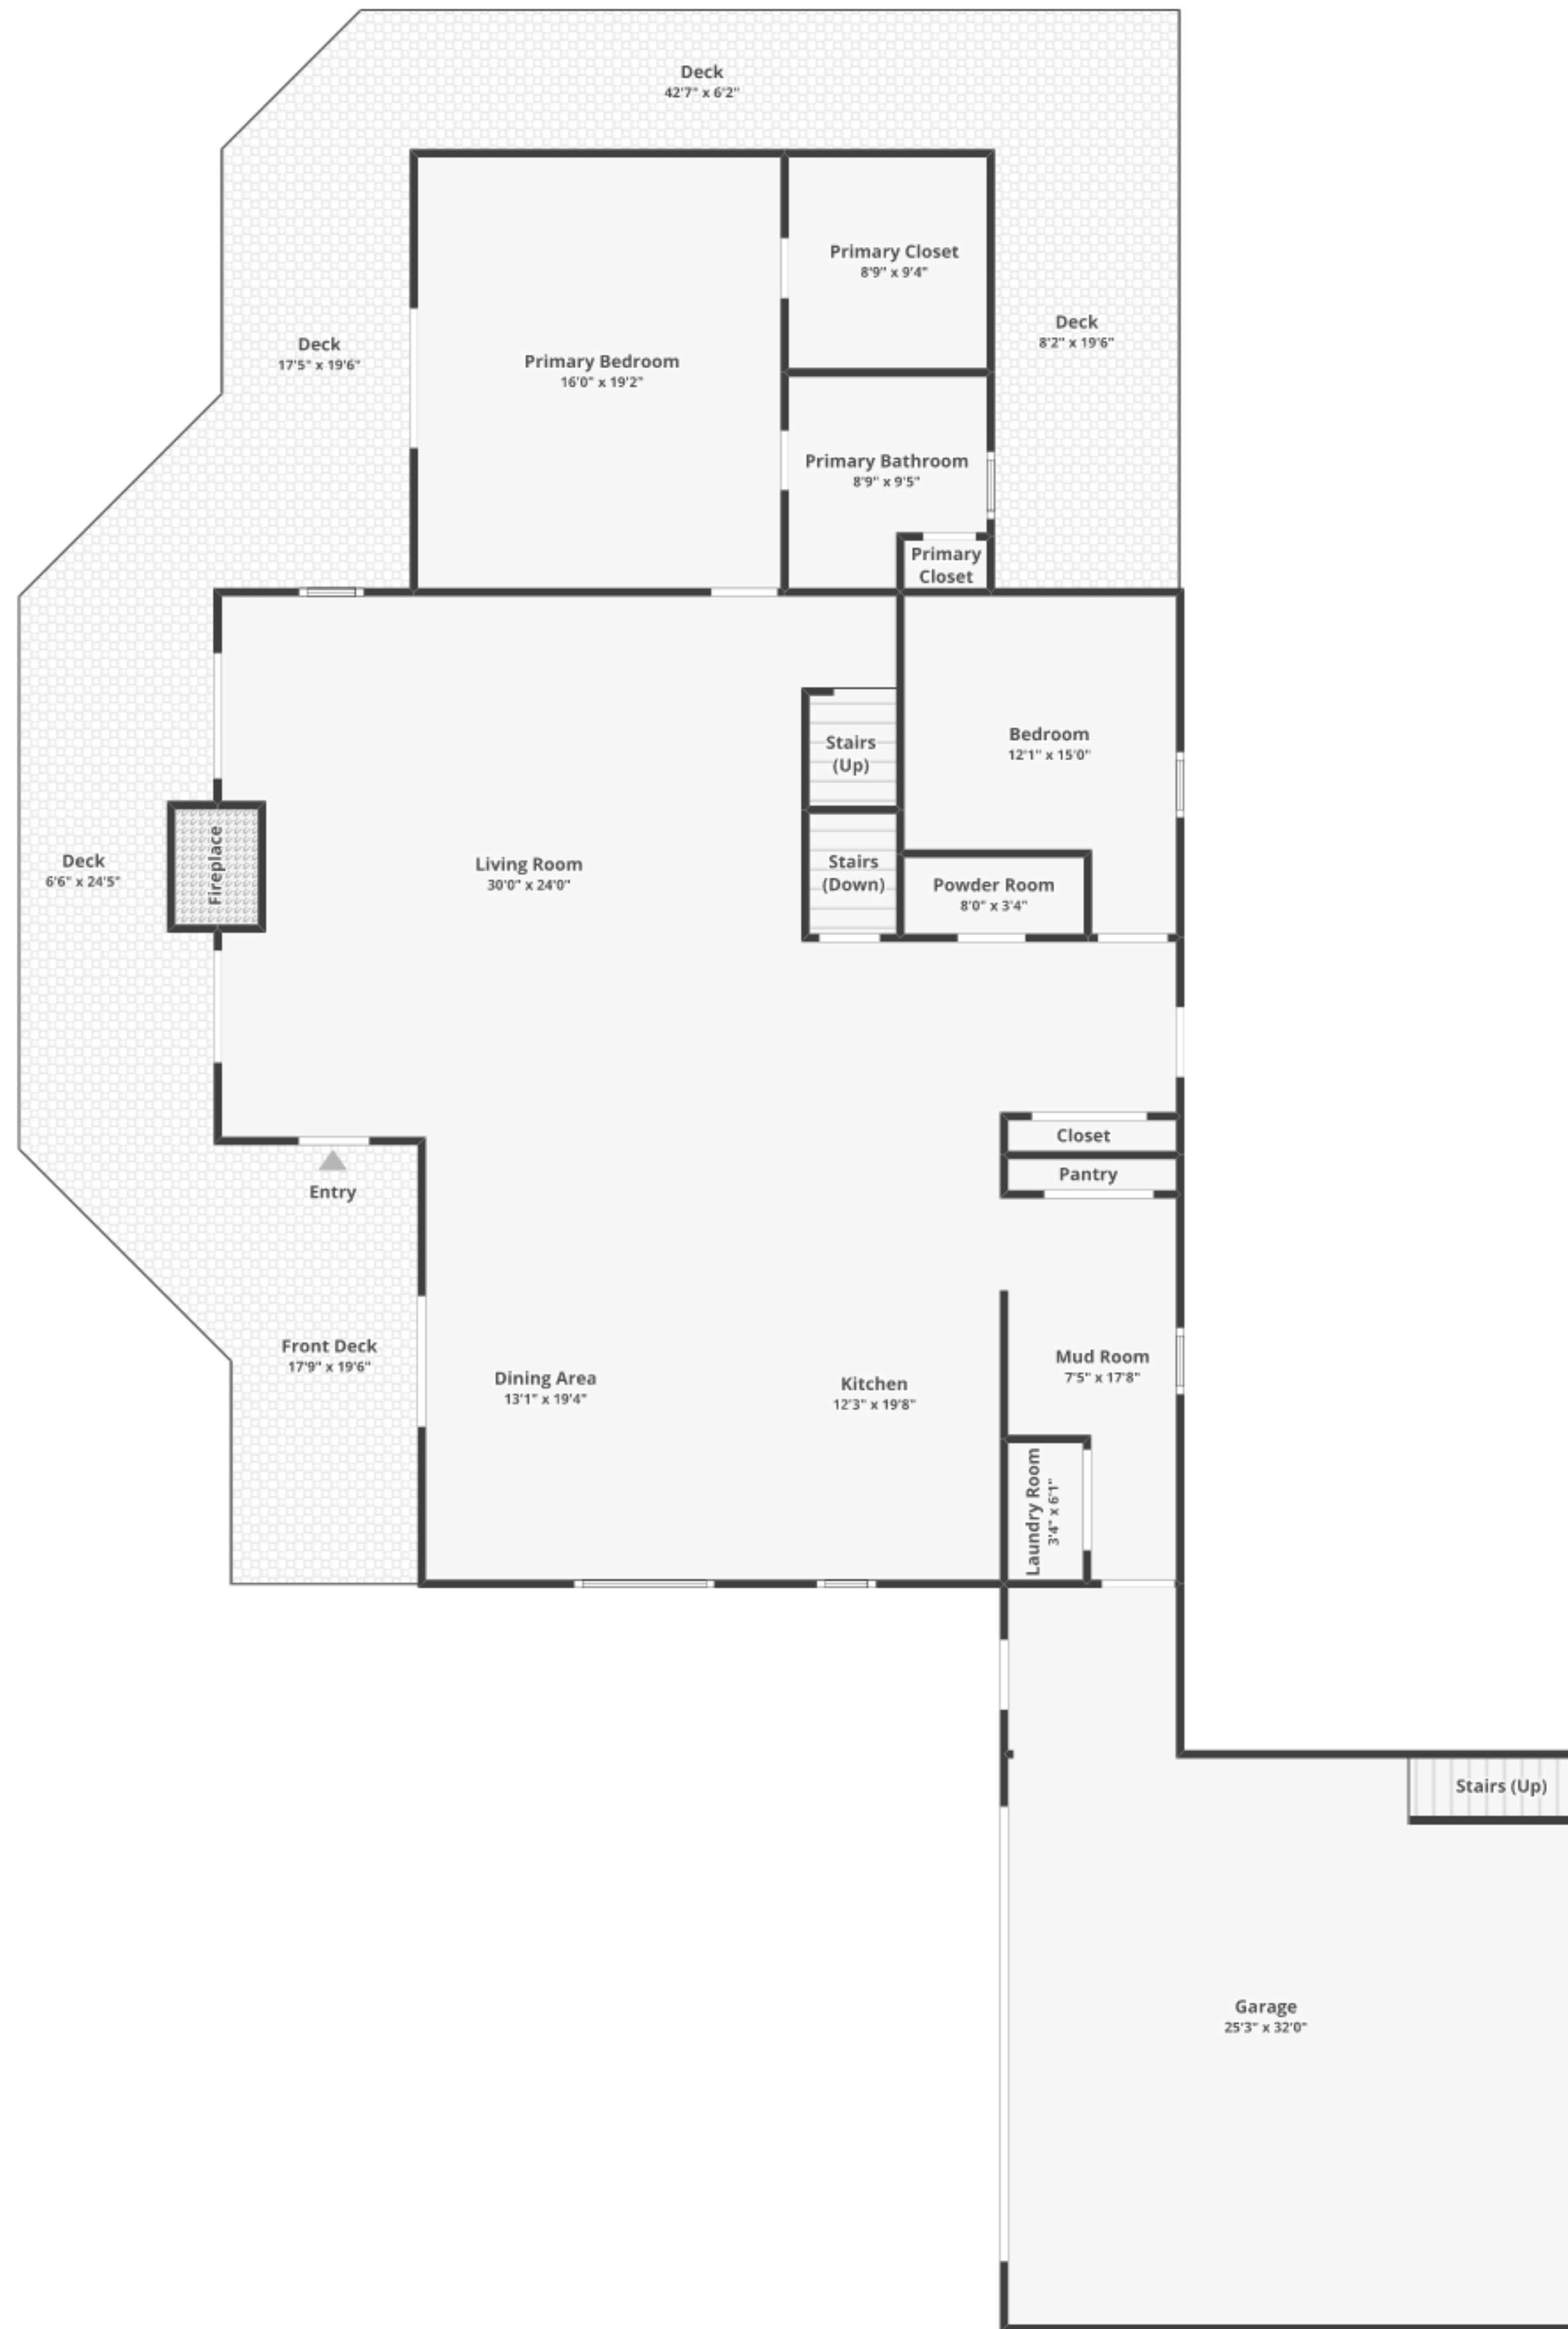 Deck
42'7" x 6'2"
Primary Closet
8'9" x 9'4"
Deck
8'2" x 19'6"
Deck
17'5" x 19'6"
Primary Bedroom
16'0" x 19'2"
Primary Bathroom
8'9" x 9'5"
Primary
Closet
Bedroom
12'1" x 15'0"
Stairs
(Up)
Deck
6'6" x 24'5"
Fireplace
Living Room
30'0" x 24'0"
Stairs
(Down)
Powder Room
8'0" x 3'4"
Closet
Pantry
Entry
Front Deck
17'9" x 19'6"
Dining Area
13'1" x 19'4"
Kitchen
12'3" x 19'8"
Mud Room
7'5" x 17'8"
Laundry Room
3'4" x 6'1"
Stairs (Up)
Garage
25'3" x 32'0"